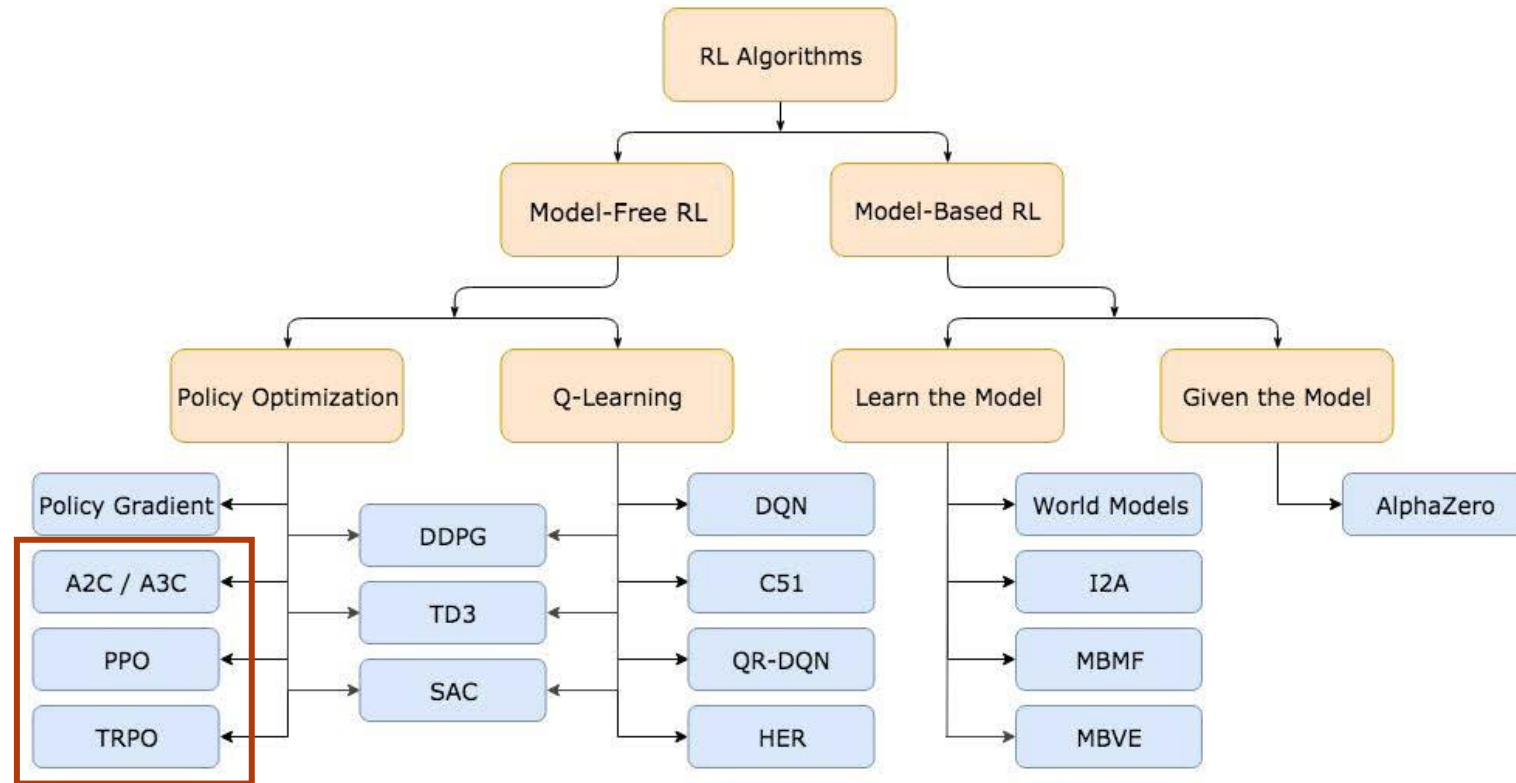 RL Algorithms
Model-Free RL
Model-Based RL
Policy Optimization
Q-Learning
Learn the Model
Given the Model
Policy Gradient
A2C / A3C
PPO
TRPO
DDPG
TD3
SAC
DQN
C51
QR-DQN
HER
World Models
I2A
MBMF
MBVE
AlphaZero